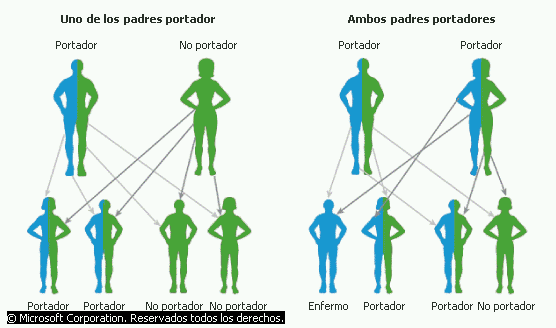 Uno de los padres portador
Ambos padres portadores
Portador
No portador
Portador
Portador
Portador
Portador
No portador
No portador
Enfermo
Portador
Portador
No portador
© Microsoft Corporation. Reservados todos los derechos.